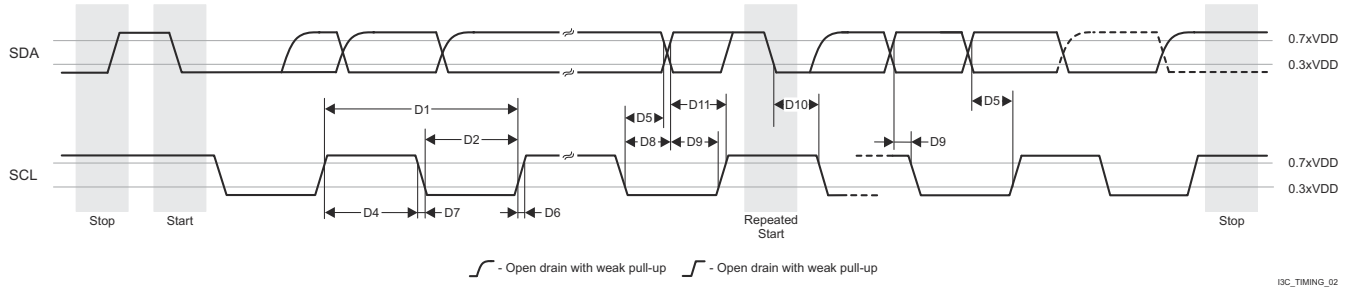 SDA
0.7xVDD
0.3xVDD
D1
D2
D5
D11
D10
D5
D8
D9
D9
SCL
0.7xVDD
0.3xVDD
D4
D7
D6
Stop
Start
Repeated
Start
Stop
- Open drain with weak pull-up
- Open drain with weak pull-up
I3C_TIMING_02